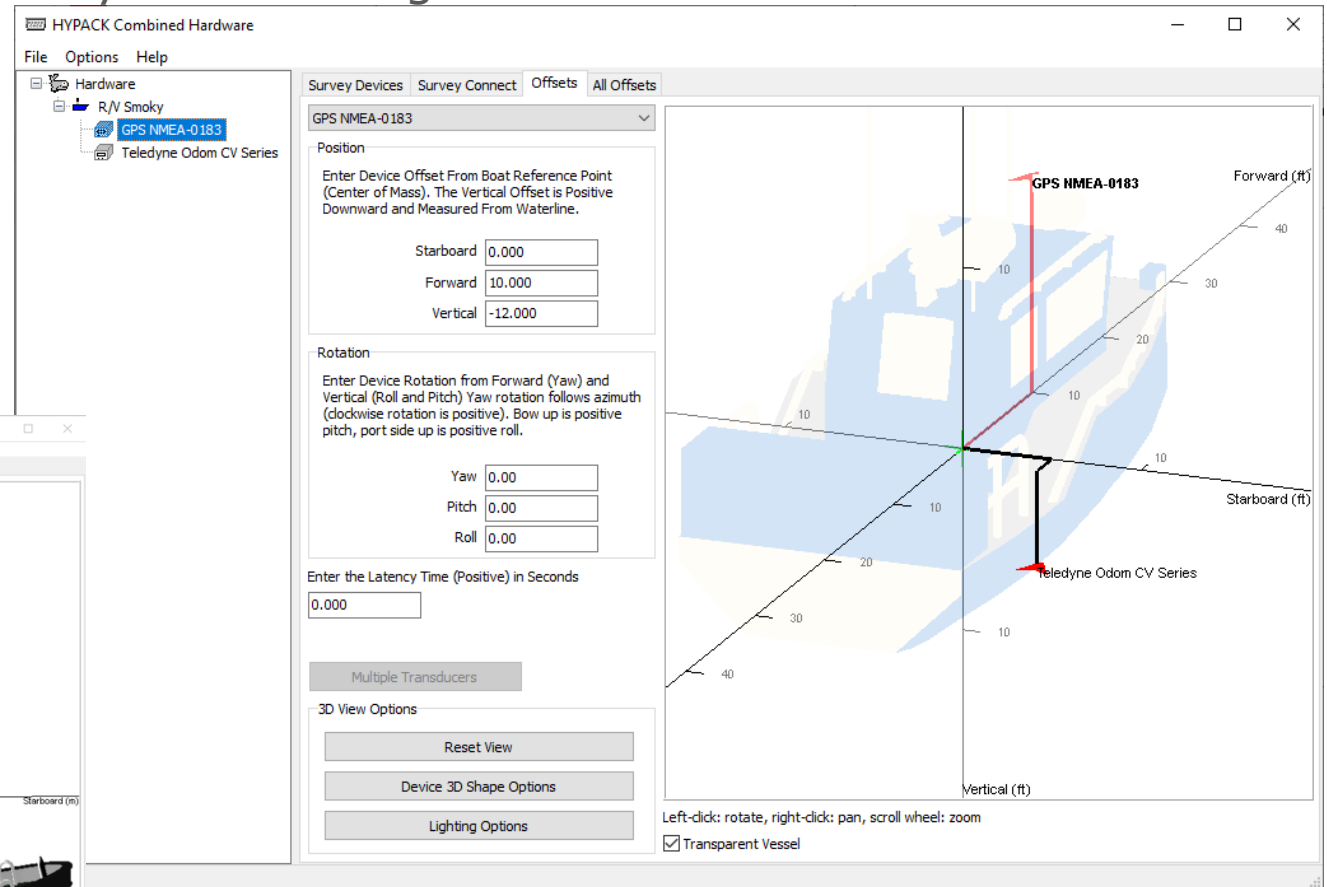 HYPACK Combined Hardware
File Options Help
Hardware
R/V Smoky
GPS NMEA-0183
Teledyne Odom CV Series
Survey Devices Survey Connect Offsets All Offsets
GPS NMEA-0183
Position
Enter Device Offset From Boat Reference Point
(Center of Mass). The Vertical Offset is Positive
Downward and Measured From Waterline.
Starboard 0.000
Forward 10.000
Vertical -12.000
Rotation
Enter Device Rotation from Forward (Yaw) and
Vertical (Roll and Pitch) Yaw rotation follows azimuth
(clockwise rotation is positive). Bow up is positive
pitch, port side up is positive roll.
Yaw 0.00
Pitch 0.00
Roll 0.00
Enter the Latency Time (Positive) in Seconds
0.000
Multiple Transducers
3D View Options
Reset View
Device 3D Shape Options
Lighting Options
GPS NMEA-0183
Forward (ft)
40
10
30
20
10
10
10
Starboard (ft)
10
20
Teledyne Odom CV Series
30
10
40
Vertical (ft)
Left-click: rotate, right-click: pan, scroll wheel: zoom
Transparent Vessel
Starboard (m)